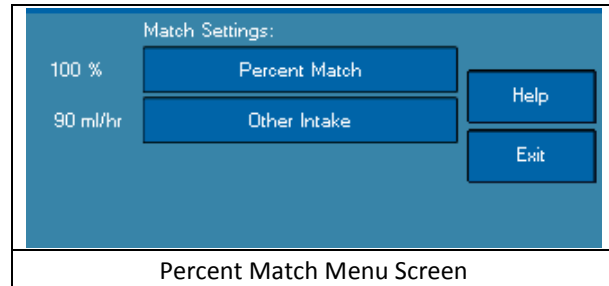 Match Settings:
100 % Percent Match
Help
90 ml/hr Other Intake
Exit
Percent Match Menu Screen